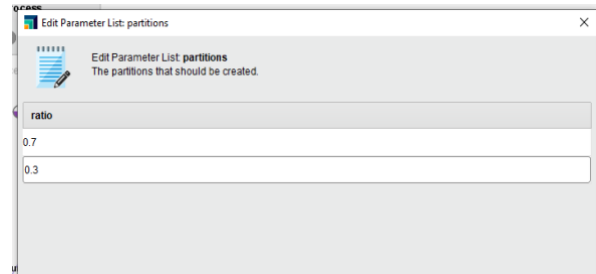 ocess
Edit Parameter List: partitions
Edit Parameter List: partitions
The partitions that should be created.
ratio
0.7
0.3